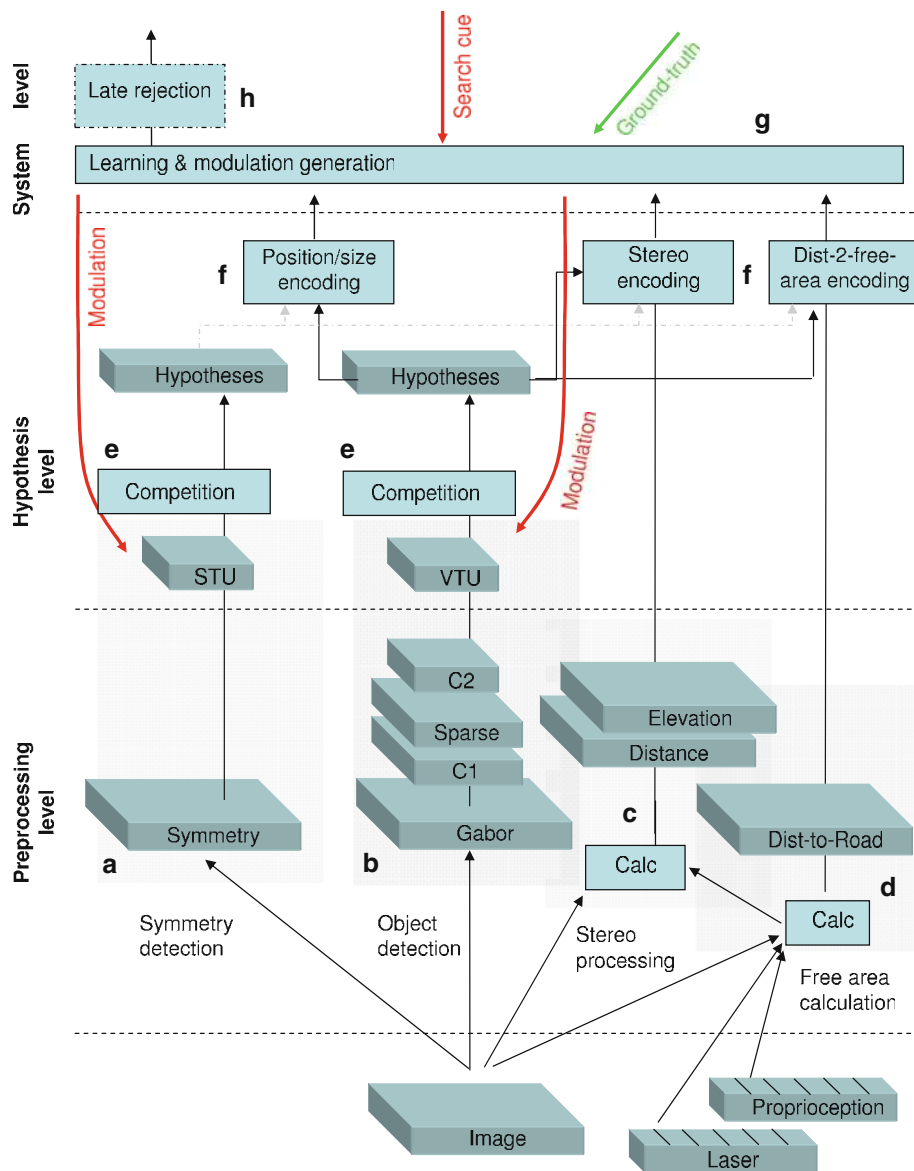 System
level
Late rejection
h
Search cue
Ground-truth
g
Learning & modulation generation
Modulation
f
Position/size
encoding
Stereo
encoding
f
Dist-2-free-
area encoding
Hypothesis
level
Hypotheses
Hypotheses
e
Competition
e
Competition
Modulation
STU
VTU
Preprocessing
level
C2
Sparse
C1
Gabor
Elevation
Distance
Symmetry
a
b
c
Calc
Dist-to-Road
d
Calc
Symmetry
detection
Object
detection
Stereo
processing
Free area
calculation
Image
Proprioception
Laser